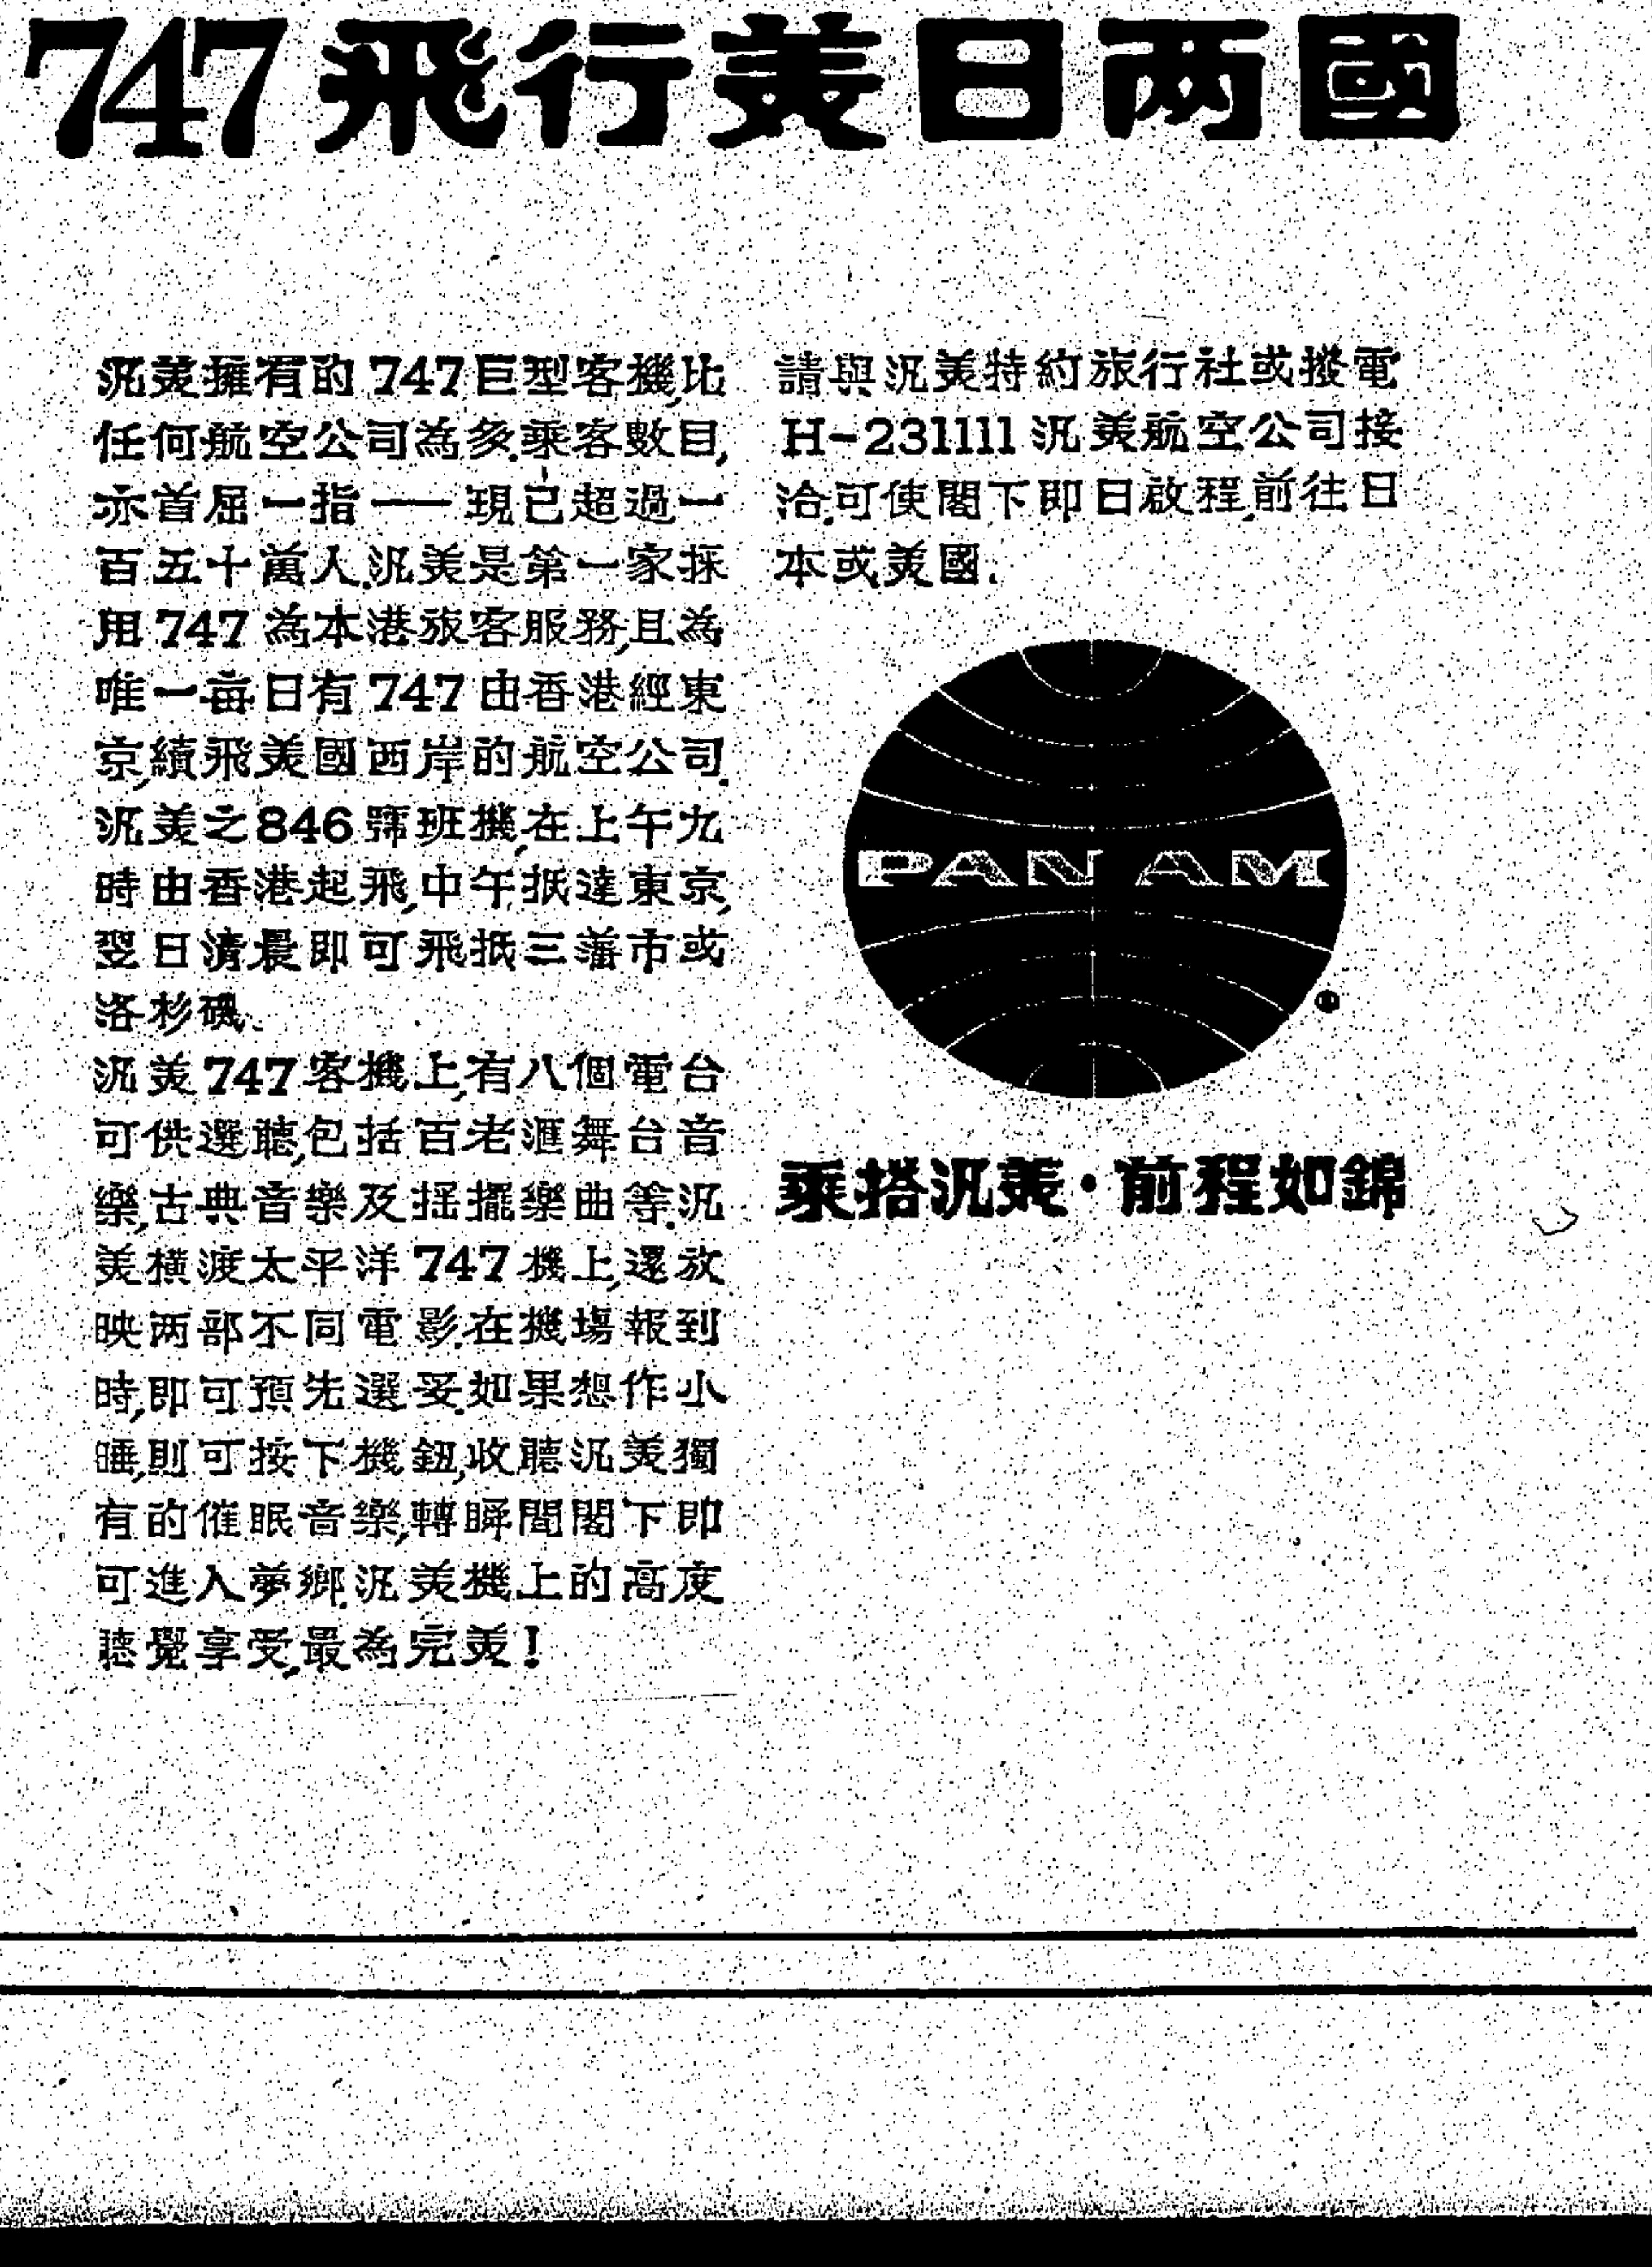 747飛行美日两國
汎美擁有的747巨型客機,比
任何航空公司為多.乘客數目,
亦首屈一指——現已超過一
百五十萬人.汎美是第一家採
用747為本港旅客服務,且為
唯一每日有747由香港經東
京,續飛美國西岸的航空公司.
汎美之846號班機,在上午九
時由香港起飛,中午抵達東京,
翌日清晨即可飛抵三藩市或
洛杉磯.
汎美747客機上,有八個電台
可供選聽,包括百老滙舞台音
樂,古典音樂及搖擺樂曲等.汎
美橫渡太平洋747機上,還放
映两部不同電影.在機塲報到
時,即可預先選妥.如果想作小
睡,則可按下機鈕,收聽汎美獨
有的催眠音樂,轉瞬間閣下即
可進入夢鄉.汎美機上的高度
聽覺享受,最為完美!
請與汎美特約旅行社或撥電
H-231111汎美航空公司接
洽.可使閣下即日啟程,前往日
本或美國.
PAN AM
®
乘搭汎美·前程如錦